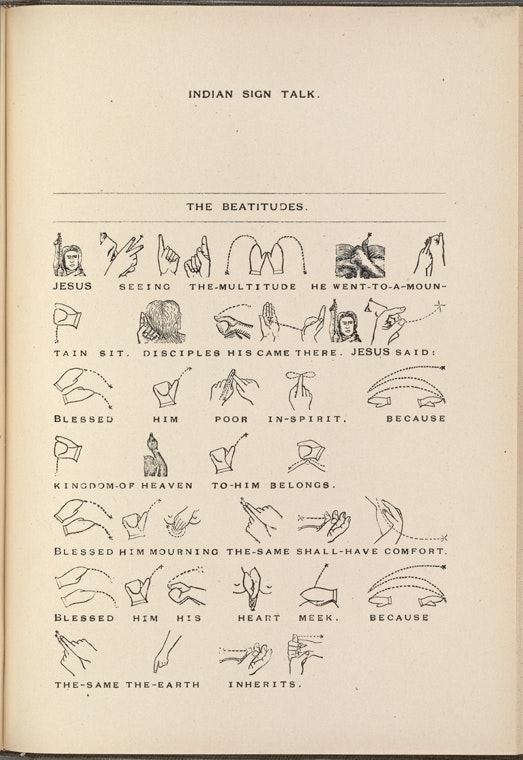 INDIAN SIGN TALK.
THE BEATITUDES.
JESUS SEEING THE-MULTITUDE HE WENT-TO-A-MOUN-
TAIN SIT. DISCIPLES HIS CAME THERE. JESUS SAID:
BLESSED HIM POOR IN-SPIRIT, BECAUSE
KINGDOM-OF HEAVEN TO-HIM BELONGS.
BLESSED HIM MOURNING THE-SAME SHALL-HAVE COMFORT.
BLESSED HIM HIS HEART MEEK. BECAUSE
THE-SAME THE-EARTH INHERITS.